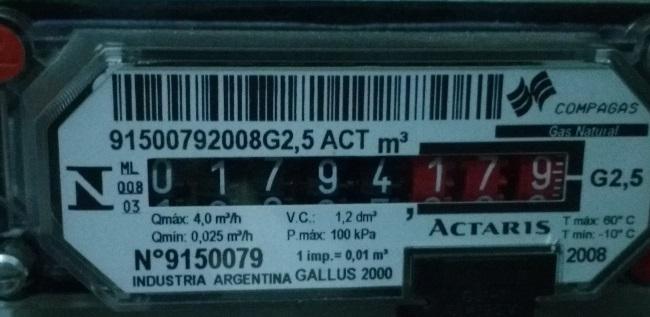 COMPAGAS
Gas Natural
91500792008G2,5 ACT m³
ML
008
03
N
0 1 7 9 4 , 1 7 9
G2,5
Qmáx: 4,0 m³/h
Qmín: 0,025 m³/h
V.C.: 1,2 dm³
P.máx: 100 kPa
ACTARIS
T máx: 60° C
T mín: -10° C
N°9150079
1 imp.= 0,01 m³
2008
INDUSTRIA ARGENTINA GALLUS 2000